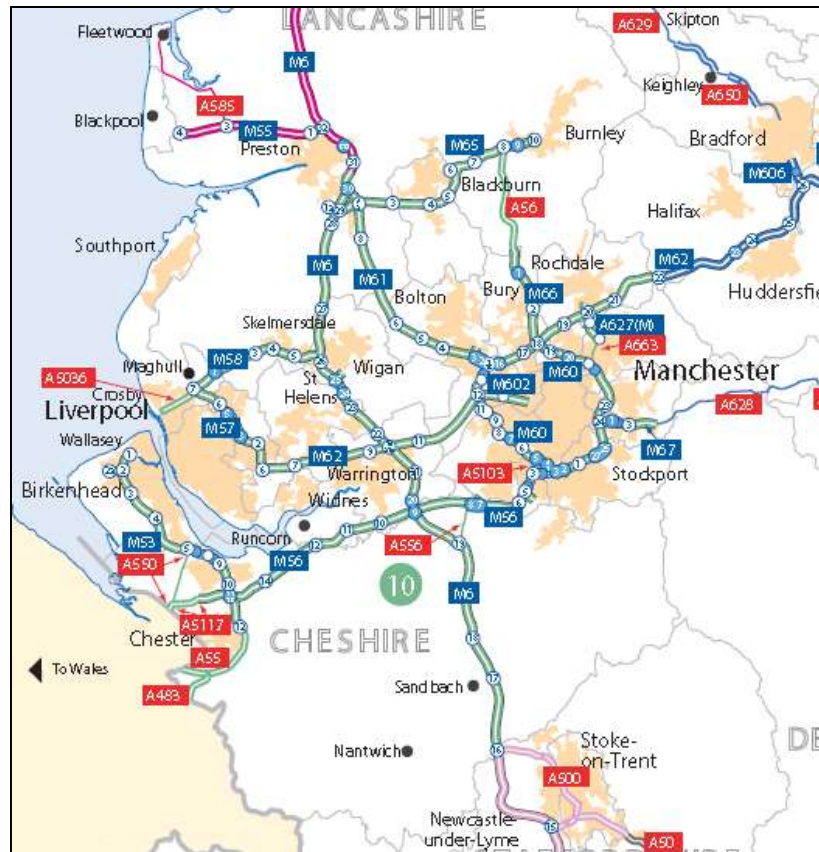 LANCASHIRE
A629
Skipton
Fleetwood
M6
Keighley
A650
A585
Blackpool
M55
Preston
M65
Burnley
Bradford
M606
Blackburn
A56
Halifax
Southport
M6
M61
Rochdale
M62
Bolton
Bury
M66
Huddersfie
Skelmersdale
A627(M)
A663
Maghull
M58
Wigan
M60
Manchester
A5036
Crosby
St
Helens
M602
Liverpool
A628
Wallasey
M57
M60
M67
M62
Warrington
A5103
Stockport
Birkenhead
Widnes
Runcorn
M56
M53
A556
A550
M56
10
M6
A5117
Chester
CHESHIRE
A55
To Wales
A483
Sandbach
Nantwich
Stoke-
on-Trent
DE
A500
Newcastle-
under-Lyme
A50